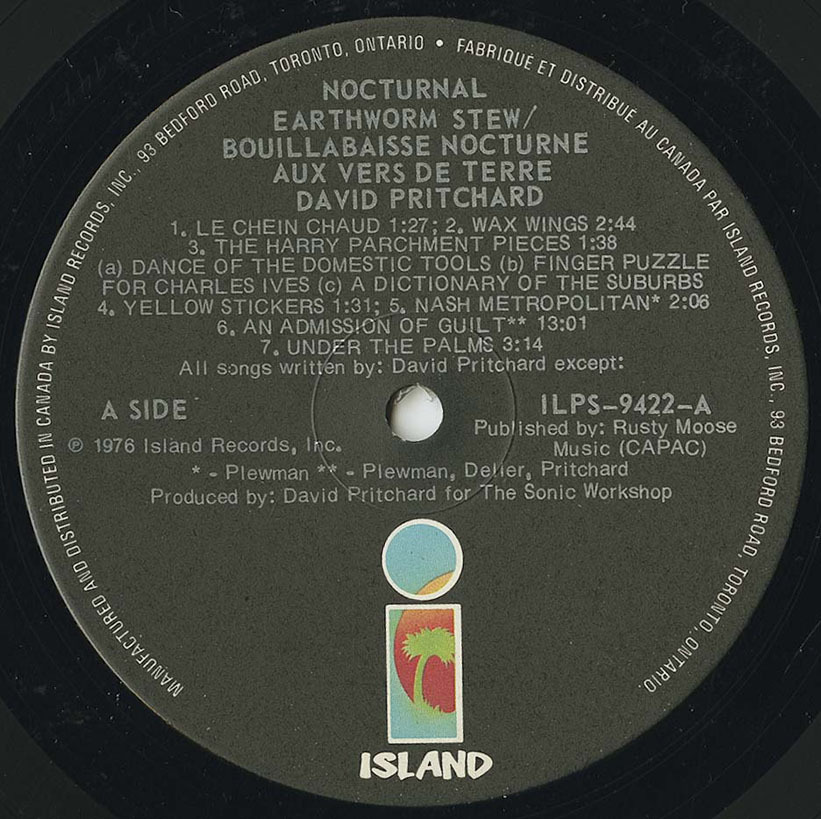 MANUFACTURED AND DISTRIBUTED IN CANADA BY ISLAND RECORDS, INC., 93 BEDFORD ROAD, TORONTO, ONTARIO • FABRIQUE ET DISTRIBUE AU CANADA PAR ISLAND RECORDS, INC., 93 BEDFORD ROAD, TORONTO, ONTARIO.
NOCTURNAL
EARTHWORM STEW/
BOUILLABAISSE NOCTURNE
AUX VERS DE TERRE
DAVID PRITCHARD
1. LE CHEIN CHAUD 1:27; 2. WAX WINGS 2:44
3. THE HARRY PARCHMENT PIECES 1:38
(a) DANCE OF THE DOMESTIC TOOLS (b) FINGER PUZZLE
FOR CHARLES IVES (c) A DICTIONARY OF THE SUBURBS
4. YELLOW STICKERS 1:31; 5. NASH METROPOLITAN* 2:06
6. AN ADMISSION OF GUILT** 13:01
7. UNDER THE PALMS 3:14
All songs written by: David Pritchard except:
A SIDE
ILPS-9422-A
Published by: Rusty Moose
Music (CAPAC)
℗ 1976 Island Records, Inc.
* - Plewman ** - Plewman, Deller, Pritchard
Produced by: David Pritchard for The Sonic Workshop
ISLAND